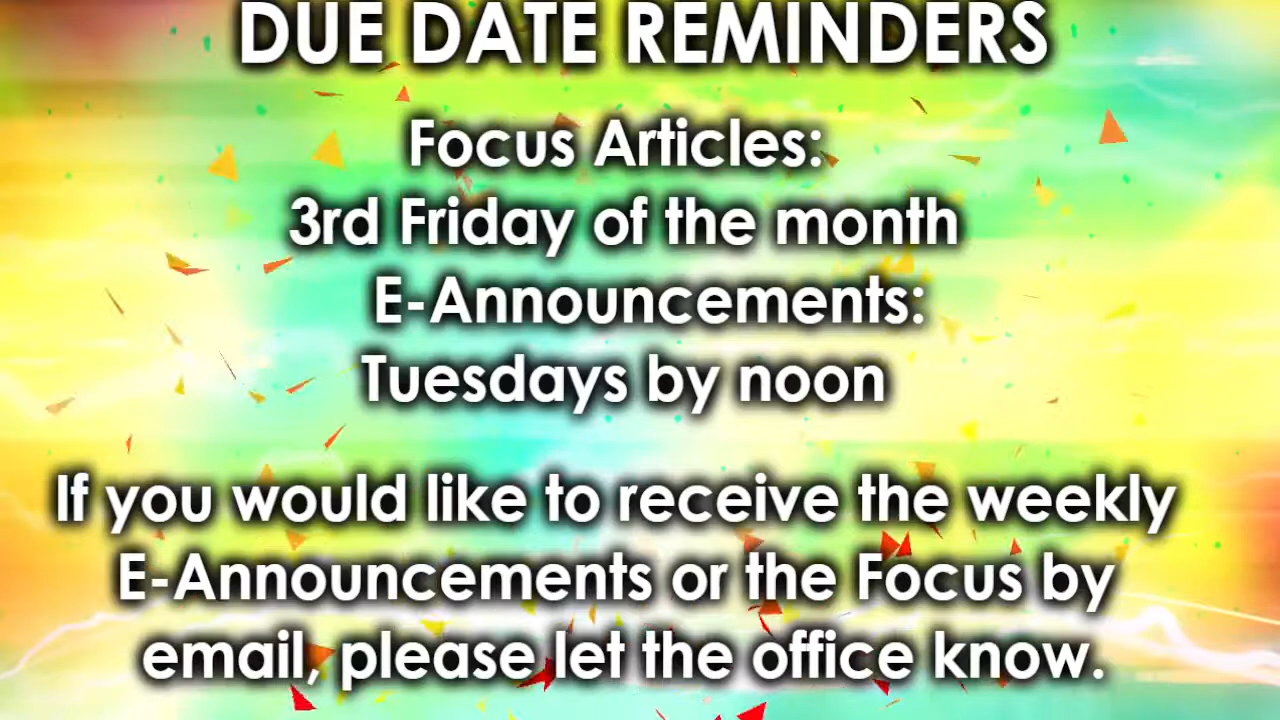 DUE DATE REMINDERS
Focus Articles:
3rd Friday of the month
E-Announcements:
Tuesdays by noon
If you would like to receive the weekly
E-Announcements or the Focus by
email, please let the office know.